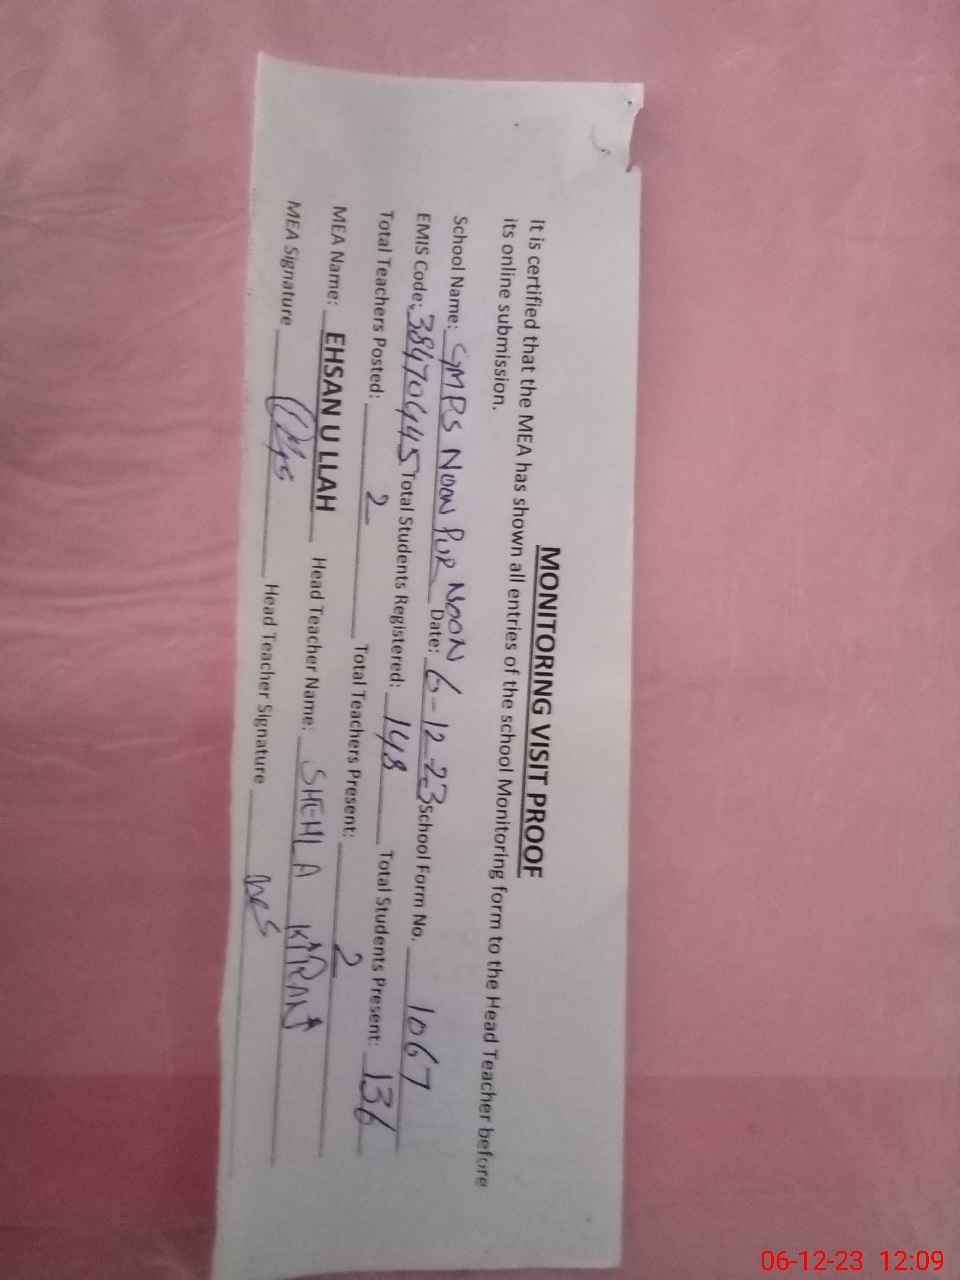 MONITORING VISIT PROOF
It is certified that the MEA has shown all entries of the school Monitoring form to the Head Teacher before
its online submission.
School Name: GMPS NOON PUR NOON Date: 6-12-23 School Form No. 1067
EMIS Code: 38470445 Total Students Registered: 148 Total Students Present: 136
Total Teachers Posted: 2 Total Teachers Present: 2
MEA Name: EHSAN U LLAH Head Teacher Name: SHEHLA KIRAN
MEA Signature Head Teacher Signature
06-12-23 12:09